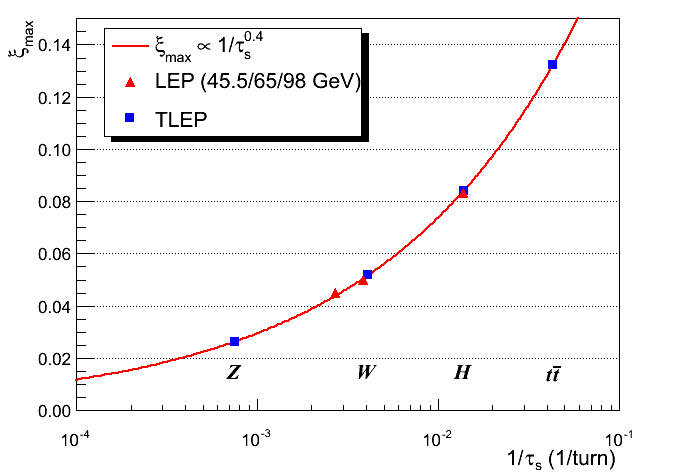 ξmax ∝ 1/τs^0.4
LEP (45.5/65/98 GeV)
TLEP
ξmax
0.14
0.12
0.10
0.08
0.06
0.04
0.02
0.00
Z W H tt̄
10^-4 10^-3 10^-2 10^-1
1/τs (1/turn)